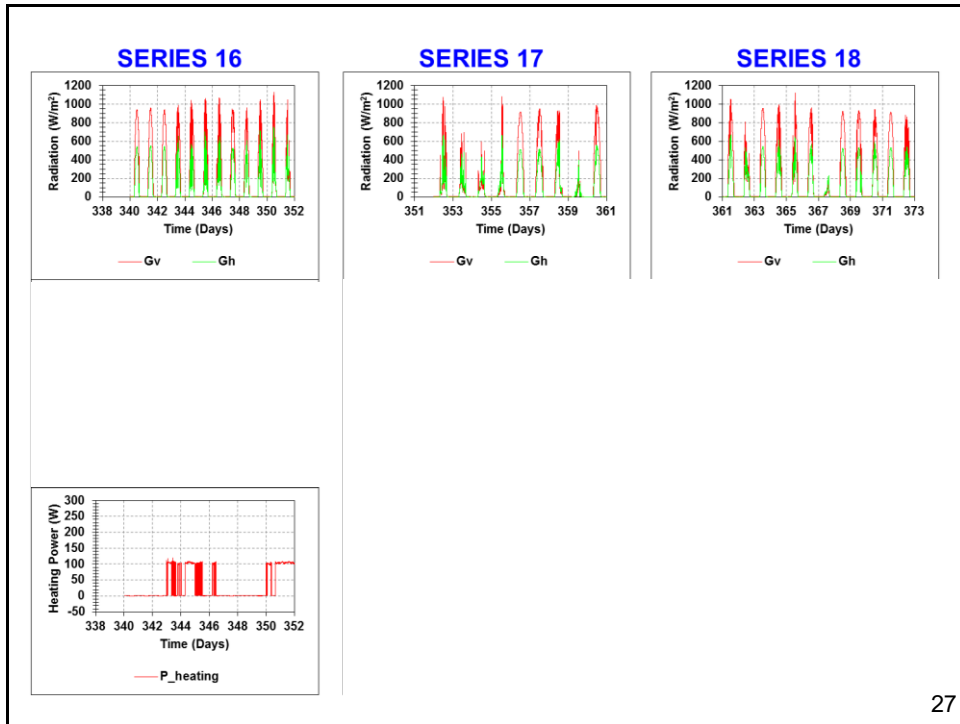 SERIES 16
Radiation (W/m²)
1200
1000
800
600
400
200
0
338 340 342 344 346 348 350 352
Time (Days)
Gv Gh
SERIES 17
Radiation (W/m²)
1200
1000
800
600
400
200
0
351 353 355 357 359 361
Time (Days)
Gv Gh
SERIES 18
Radiation (W/m²)
1200
1000
800
600
400
200
0
361 363 365 367 369 371 373
Time (Days)
Gv Gh
Heating Power (W)
300
250
200
150
100
50
0
-50
338 340 342 344 346 348 350 352
Time (Days)
P_heating
27